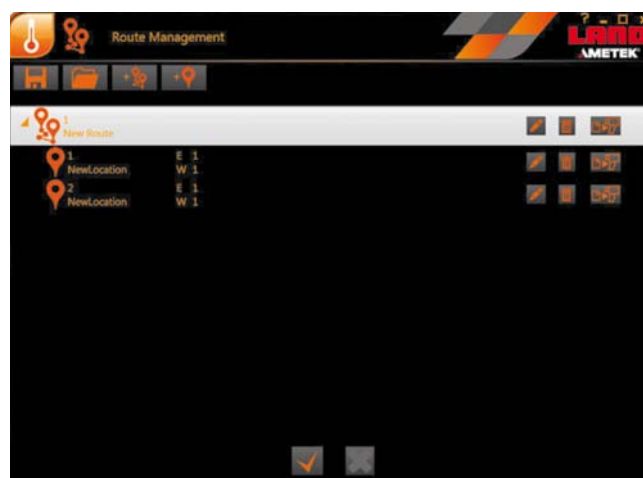 ? - □ x
Route Management
LAND
AMETEK
1
New Route
1 E 1
NewLocation W 1
2 E 1
NewLocation W 1